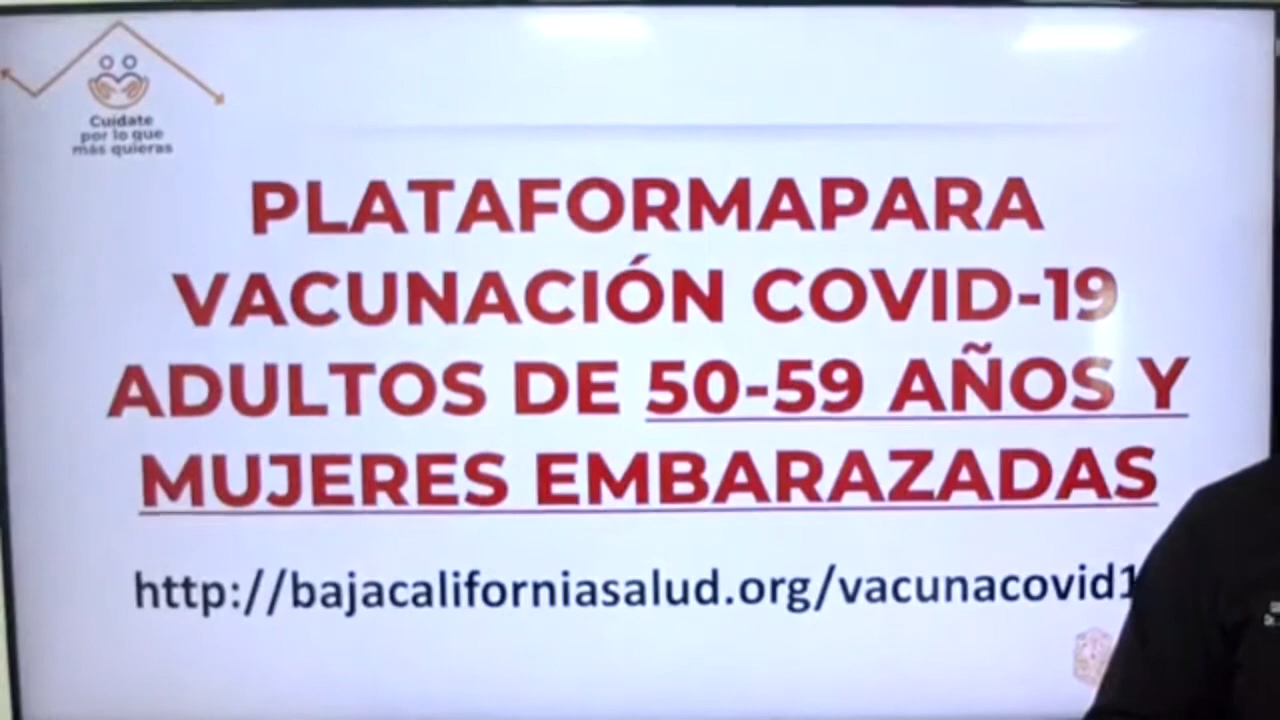 Cuídate
por lo que
más quieras
PLATAFORMAPARA
VACUNACIÓN COVID-19
ADULTOS DE 50-59 AÑOS Y
MUJERES EMBARAZADAS
http://bajacaliforniasalud.org/vacunacovid1